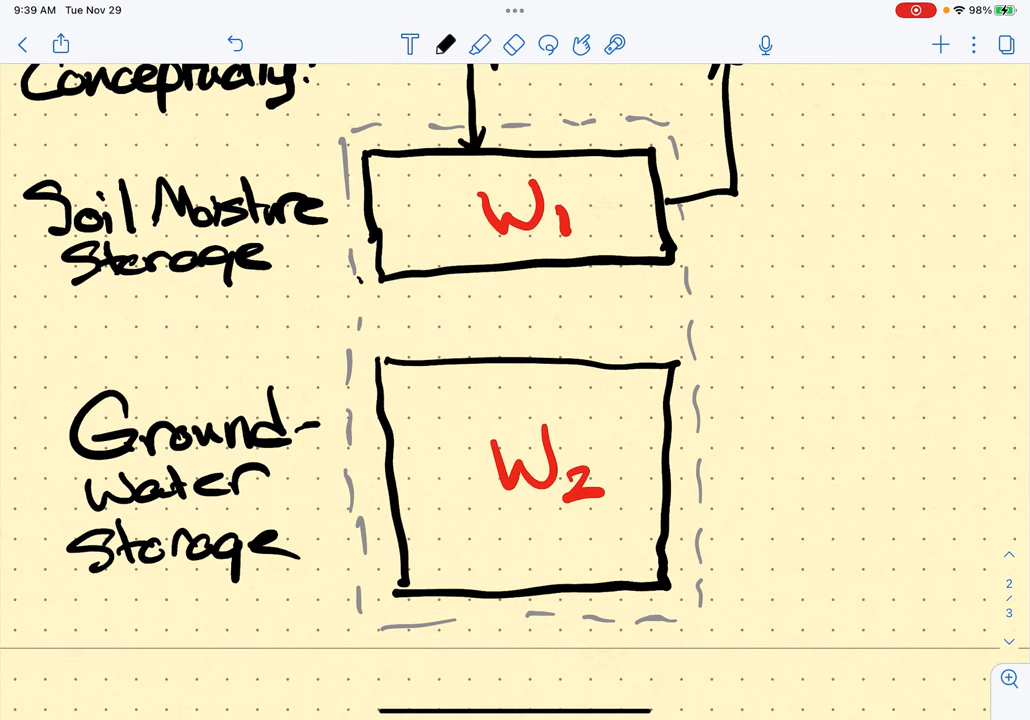 9:39 AM Tue Nov 29
98%
T
Conceptually:
Soil Moisture
Storage
W1
Ground-
water
storage
W2
2
/
3